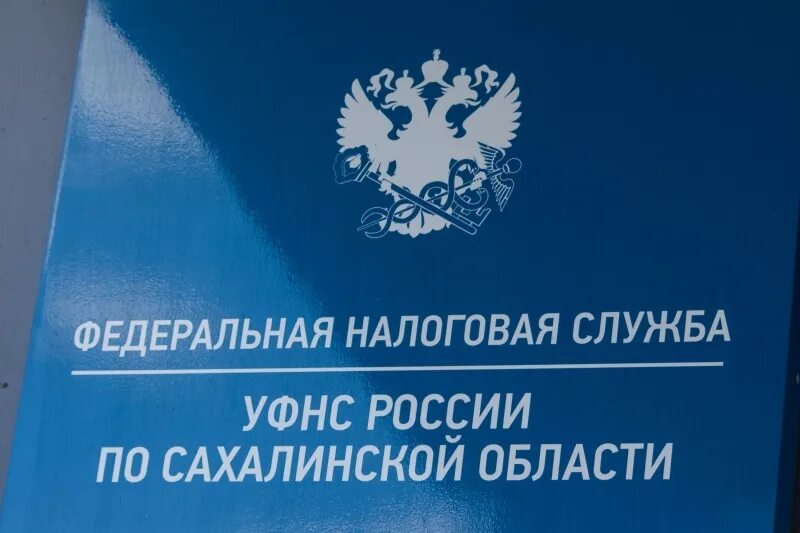 ФЕДЕРАЛЬНАЯ НАЛОГОВАЯ СЛУЖБА
УФНС РОССИИ
ПО САХАЛИНСКОЙ ОБЛАСТИ